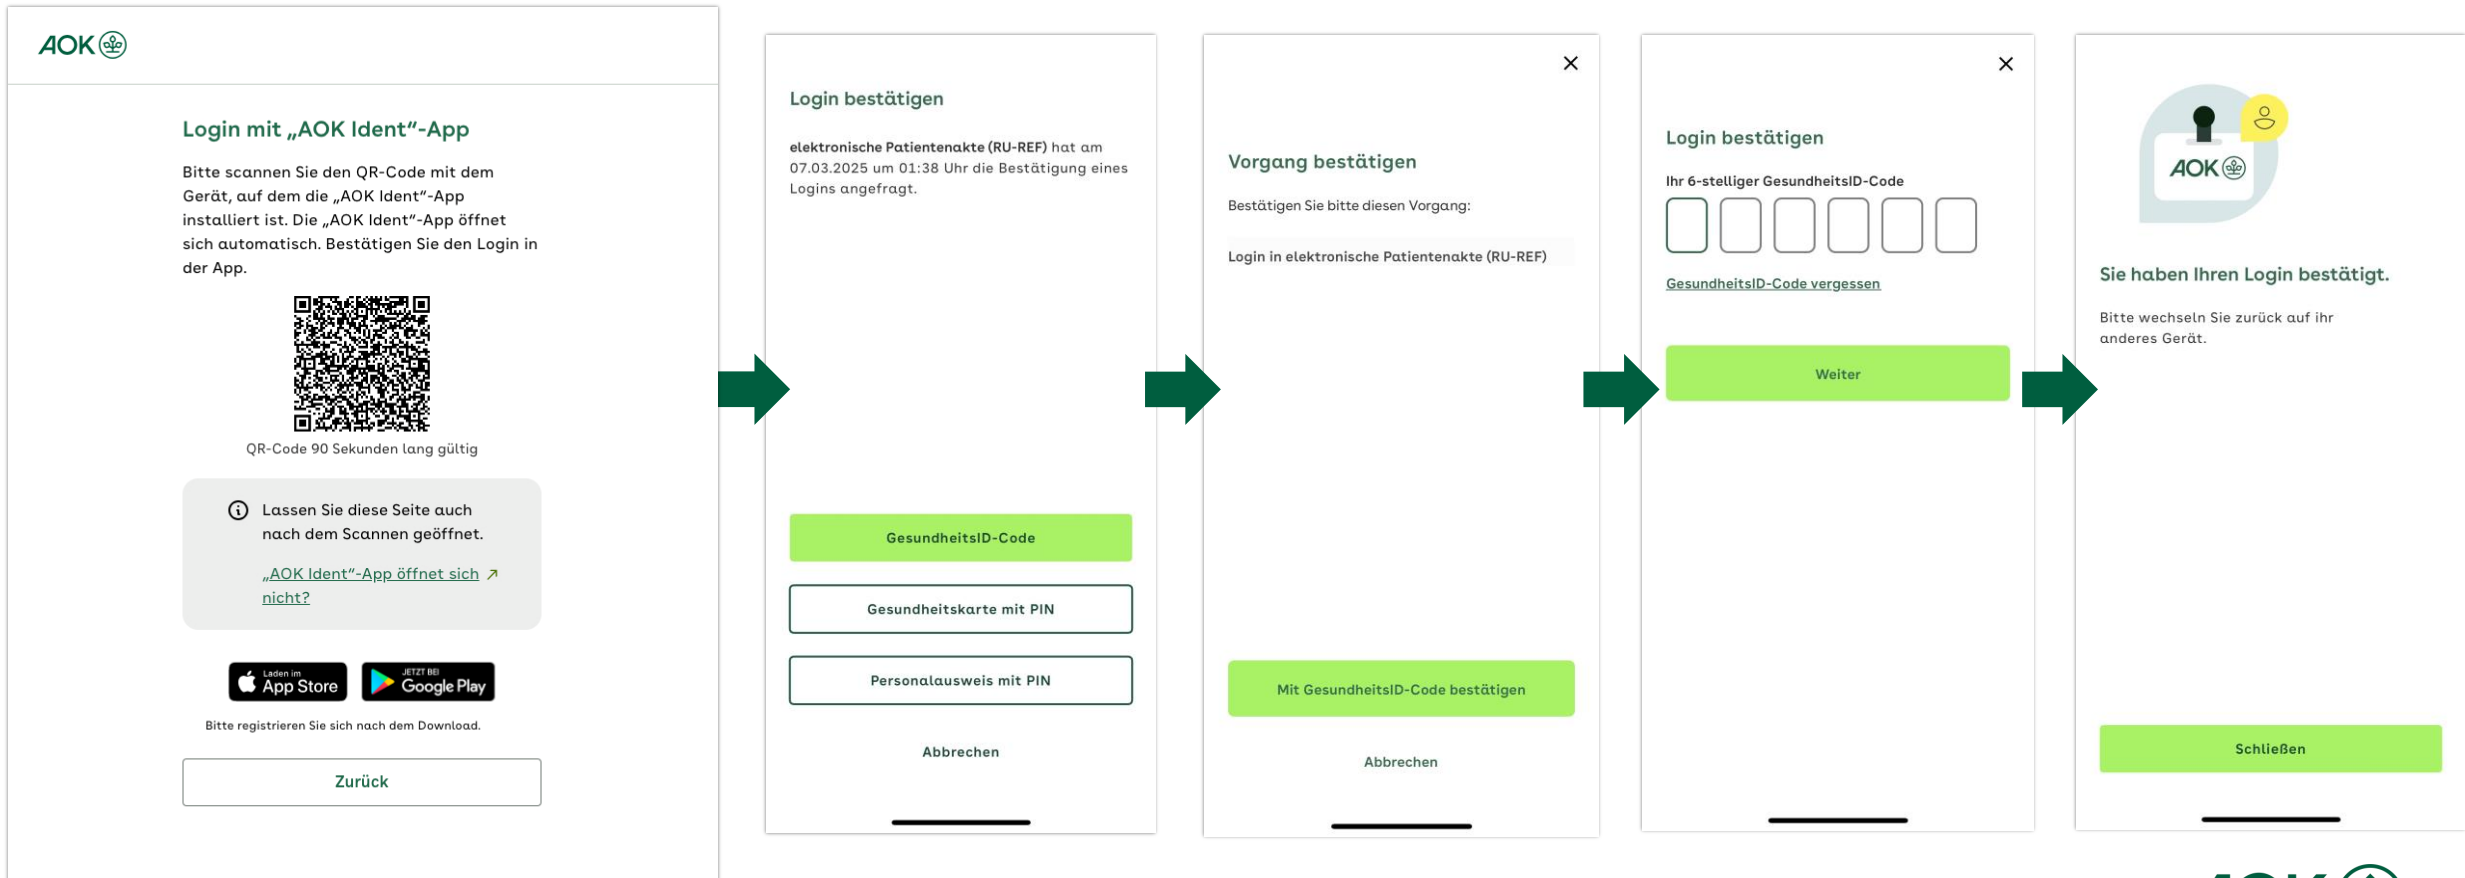 AOK
Login mit „AOK Ident“-App
Bitte scannen Sie den QR-Code mit dem
Gerät, auf dem die „AOK Ident“-App
installiert ist. Die „AOK Ident“-App öffnet
sich automatisch. Bestätigen Sie den Login in
der App.
QR-Code 90 Sekunden lang gültig
Lassen Sie diese Seite auch
nach dem Scannen geöffnet.
„AOK Ident“-App öffnet sich
nicht?
Laden im
App Store
JETZT BEI
Google Play
Bitte registrieren Sie sich nach dem Download.
Zurück
Login bestätigen
elektronische Patientenakte (RU-REF) hat am
07.03.2025 um 01:38 Uhr die Bestätigung eines
Logins angefragt.
GesundheitsID-Code
Gesundheitskarte mit PIN
Personalausweis mit PIN
Abbrechen
Vorgang bestätigen
Bestätigen Sie bitte diesen Vorgang:
Login in elektronische Patientenakte (RU-REF)
Mit GesundheitsID-Code bestätigen
Abbrechen
Login bestätigen
Ihr 6-stelliger GesundheitsID-Code
GesundheitsID-Code vergessen
Weiter
AOK
Sie haben Ihren Login bestätigt.
Bitte wechseln Sie zurück auf ihr
anderes Gerät.
Schließen
AOK